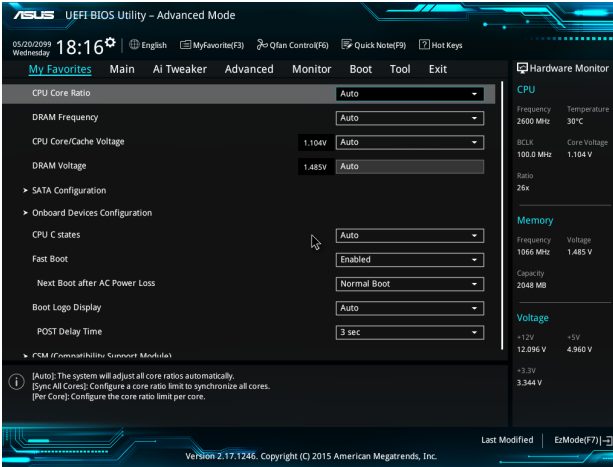 ASUS UEFI BIOS Utility – Advanced Mode
05/20/2099
Wednesday
18:16
English
MyFavorite(F3)
Qfan Control(F6)
Quick Note(F9)
? Hot Keys
My Favorites Main Ai Tweaker Advanced Monitor Boot Tool Exit
Hardware Monitor
CPU Core Ratio Auto
DRAM Frequency Auto
CPU Core/Cache Voltage 1.104V Auto
DRAM Voltage 1.485V Auto
> SATA Configuration
> Onboard Devices Configuration
CPU C states Auto
Fast Boot Enabled
Next Boot after AC Power Loss Normal Boot
Boot Logo Display Auto
POST Delay Time 3 sec
> CSM (Compatibility Support Module)
CPU
Frequency Temperature
2600 MHz 30°C
BCLK Core Voltage
100.0 MHz 1.104 V
Ratio
26x
Memory
Frequency Voltage
1066 MHz 1.485 V
Capacity
2048 MB
Voltage
+12V +5V
12.096 V 4.960 V
+3.3V
3.344 V
[Auto]: The system will adjust all core ratios automatically.
[Sync All Cores]: Configure a core ratio limit to synchronize all cores.
[Per Core]: Configure the core ratio limit per core.
Last Modified EzMode(F7)
Version 2.17.1246. Copyright (C) 2015 American Megatrends, Inc.